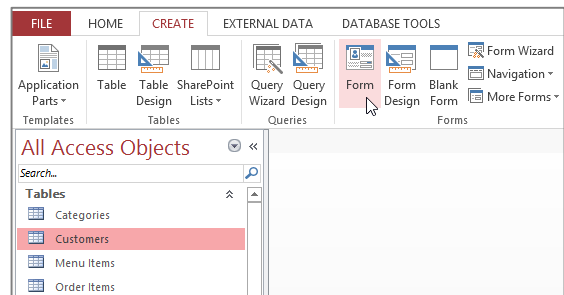 FILE HOME CREATE EXTERNAL DATA DATABASE TOOLS
Application Parts
Table
Table Design
SharePoint Lists
Query Wizard
Query Design
Form
Form Design
Blank Form
Form Wizard
Navigation
More Forms
Templates Tables Queries Forms
All Access Objects
Search...
Tables
Categories
Customers
Menu Items
Order Items